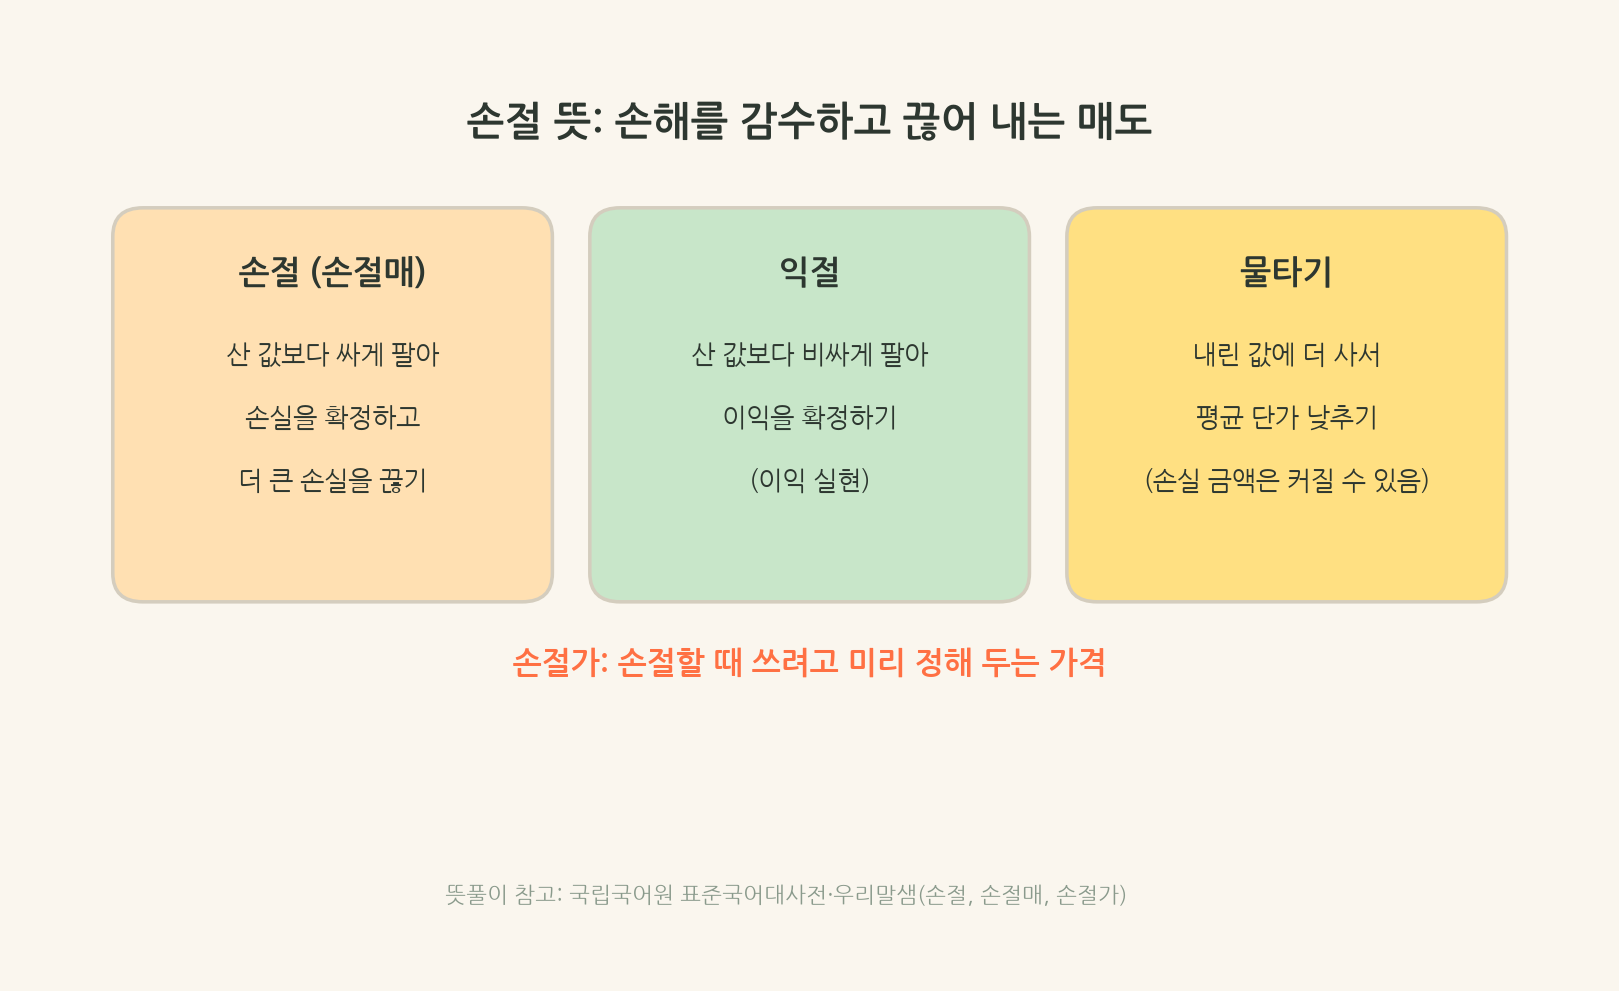 손절 뜻: 손해를 감수하고 끊어 내는 매도
손절 (손절매)
산 값보다 싸게 팔아
손실을 확정하고
더 큰 손실을 끊기
익절
산 값보다 비싸게 팔아
이익을 확정하기
(이익 실현)
물타기
내린 값에 더 사서
평균 단가 낮추기
(손실 금액은 커질 수 있음)
손절가: 손절할 때 쓰려고 미리 정해 두는 가격
뜻풀이 참고: 국립국어원 표준국어대사전·우리말샘(손절, 손절매, 손절가)